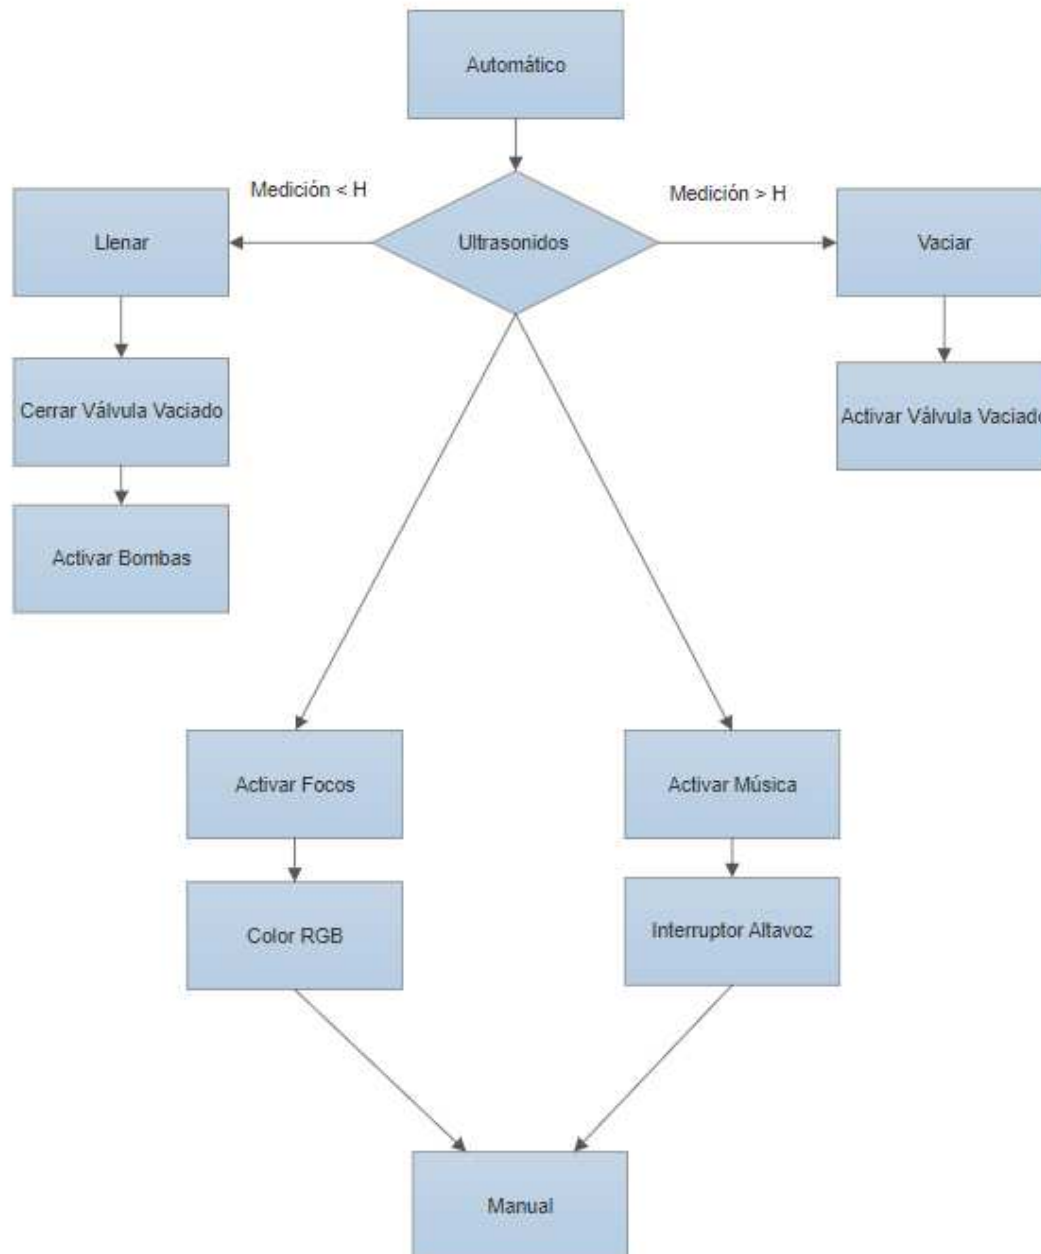 Automático
Medición < H
Medición > H
Llenar
Ultrasonidos
Vaciar
Cerrar Válvula Vaciado
Activar Válvula Vaciado
Activar Bombas
Activar Focos
Activar Música
Color RGB
Interruptor Altavoz
Manual